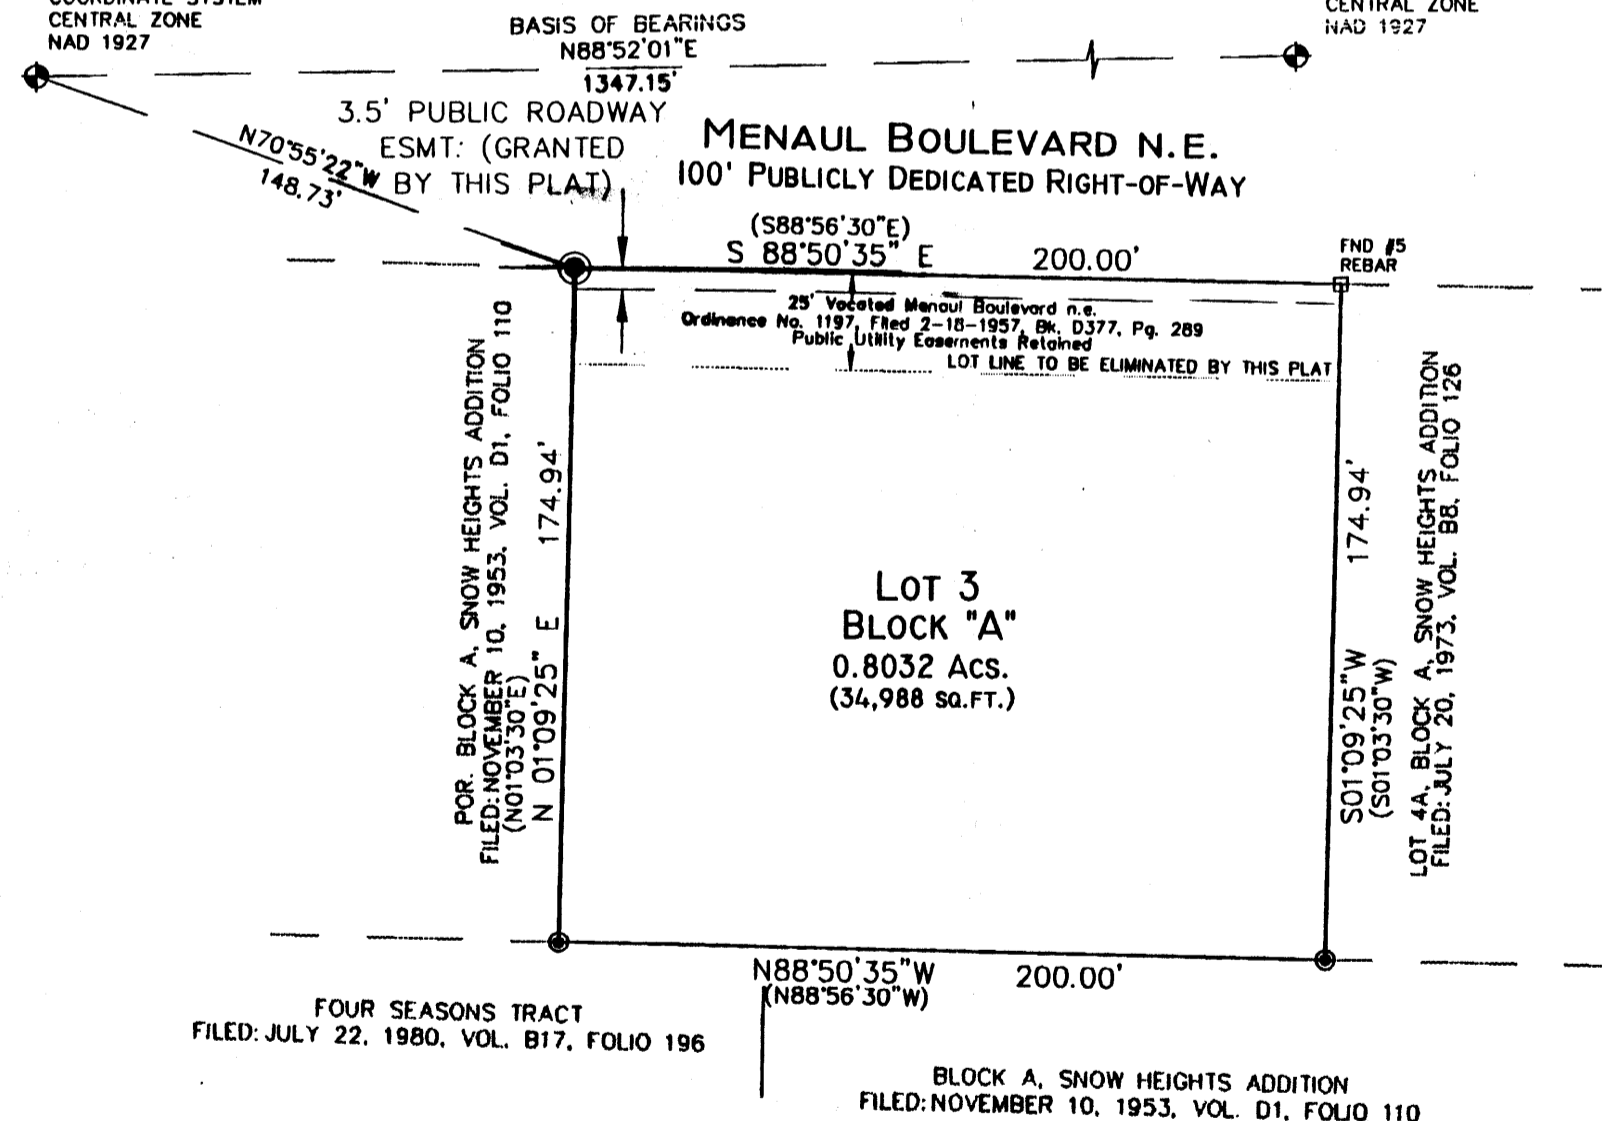 COORDINATE SYSTEM
CENTRAL ZONE
NAD 1927
CENTRAL ZONE
NAD 1927
BASIS OF BEARINGS
N88°52'01"E
1347.15'
3.5' PUBLIC ROADWAY
ESMT: (GRANTED
BY THIS PLAT)
N70°55'22"W
148.73'
MENAUL BOULEVARD N.E.
100' PUBLICLY DEDICATED RIGHT-OF-WAY
(S88°56'30"E)
S 88°50'35" E 200.00'
FND #5
REBAR
25' Vacated Menaul Boulevard n.e.
Ordinance No. 1197, Filed 2-18-1957, Bk. D377, Pg. 289
Public Utility Easements Retained
LOT LINE TO BE ELIMINATED BY THIS PLAT
POR. BLOCK A, SNOW HEIGHTS ADDITION
FILED: NOVEMBER 10, 1953, VOL. D1, FOLIO 110
(N01°03'30"E)
N 01°09'25" E 174.94'
LOT 3
BLOCK "A"
0.8032 ACS.
(34,988 SQ.FT.)
S01°09'25"W 174.94'
(S01°03'30"W)
LOT 4A, BLOCK A, SNOW HEIGHTS ADDITION
FILED: JULY 20, 1973, VOL. B8, FOLIO 126
N88°50'35"W 200.00'
(N88°56'30"W)
FOUR SEASONS TRACT
FILED: JULY 22, 1980, VOL. B17, FOLIO 196
BLOCK A, SNOW HEIGHTS ADDITION
FILED: NOVEMBER 10, 1953, VOL. D1, FOLIO 110